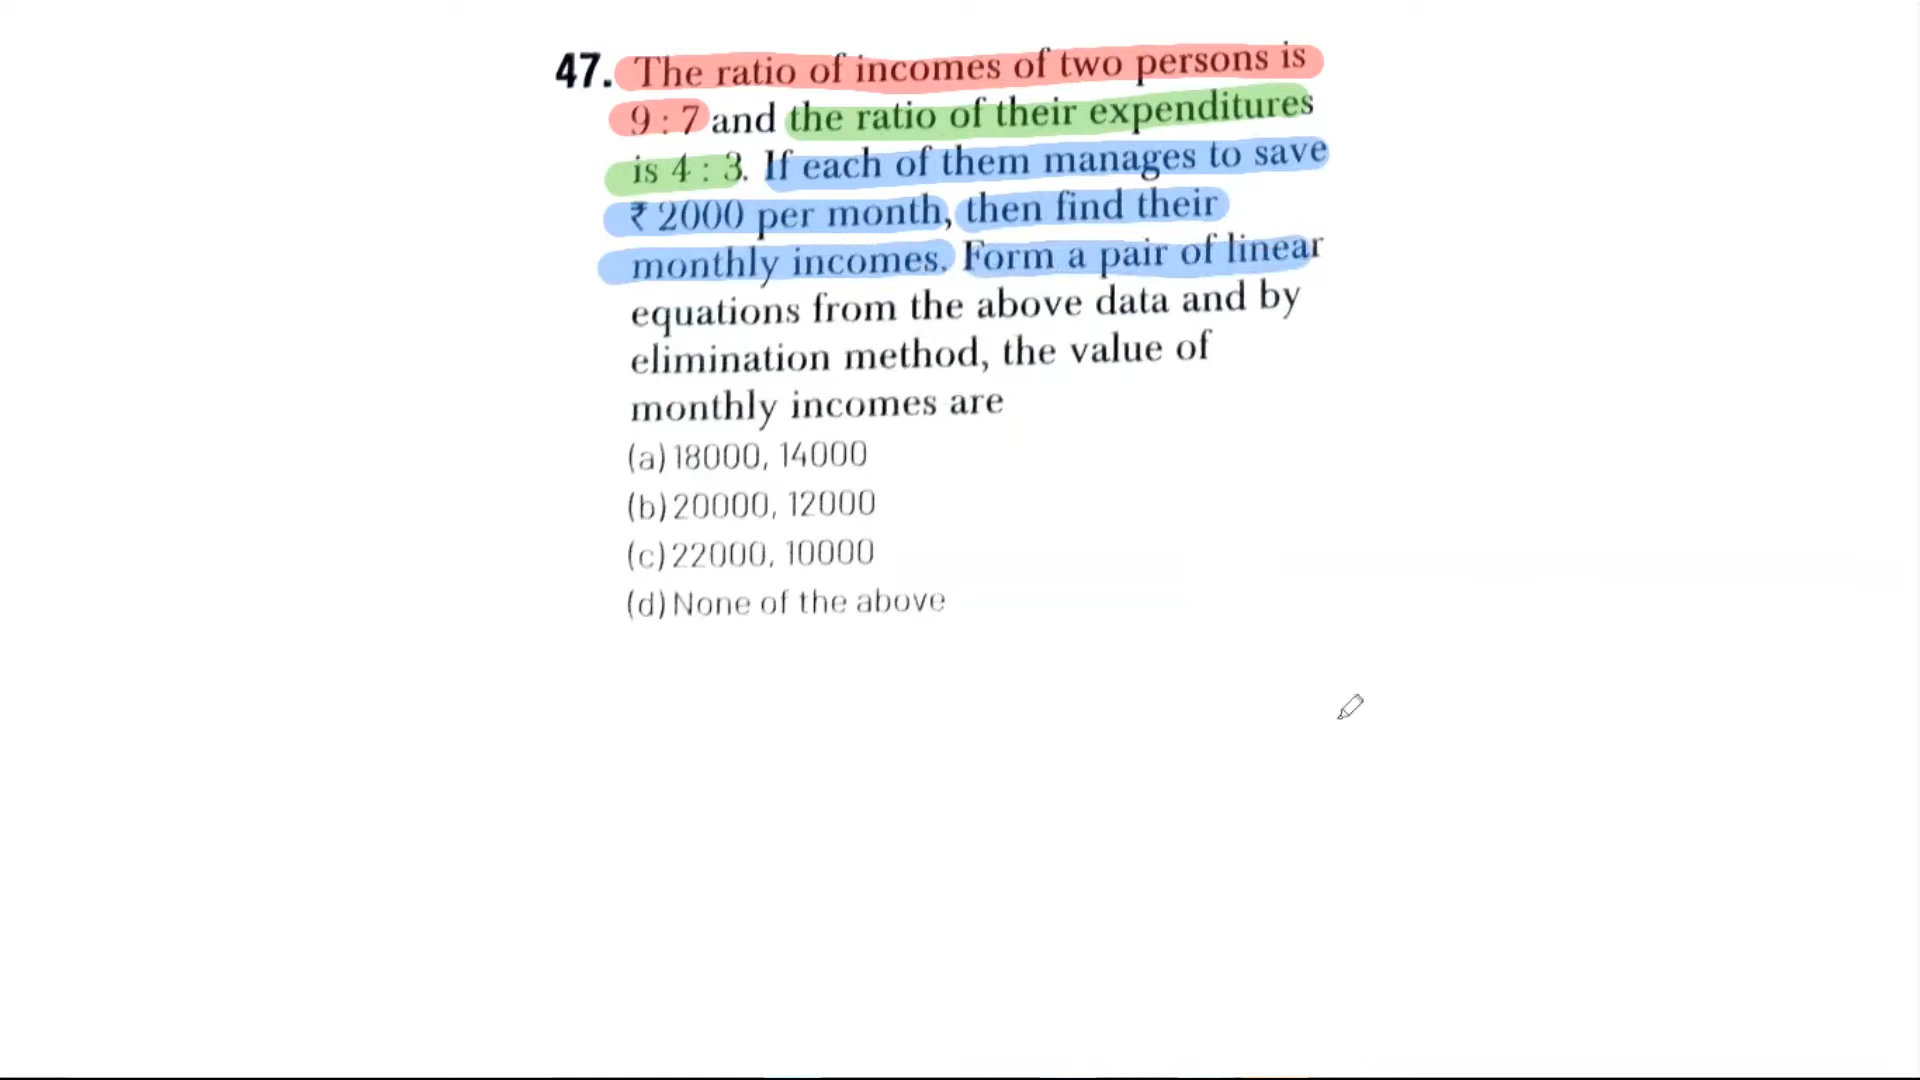 47. The ratio of incomes of two persons is
9 : 7 and the ratio of their expenditures
is 4 : 3. If each of them manages to save
₹ 2000 per month, then find their
monthly incomes. Form a pair of linear
equations from the above data and by
elimination method, the value of
monthly incomes are
(a) 18000, 14000
(b) 20000, 12000
(c) 22000, 10000
(d) None of the above